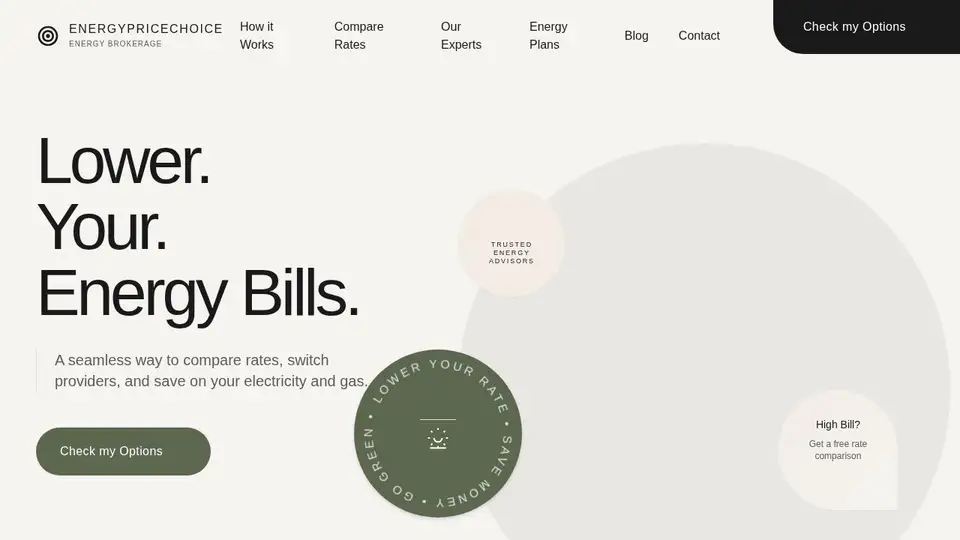 ENERGYPRICECHOICE
ENERGY BROKERAGE
How it
Works
Compare
Rates
Our
Experts
Energy
Plans
Blog
Contact
Check my Options
Lower.
Your.
Energy Bills.
A seamless way to compare rates, switch
providers, and save on your electricity and gas.
Check my Options
TRUSTED
ENERGY
ADVISORS
LOWER YOUR RATE • SAVE MONEY • GO GREEN •
High Bill?
Get a free rate
comparison